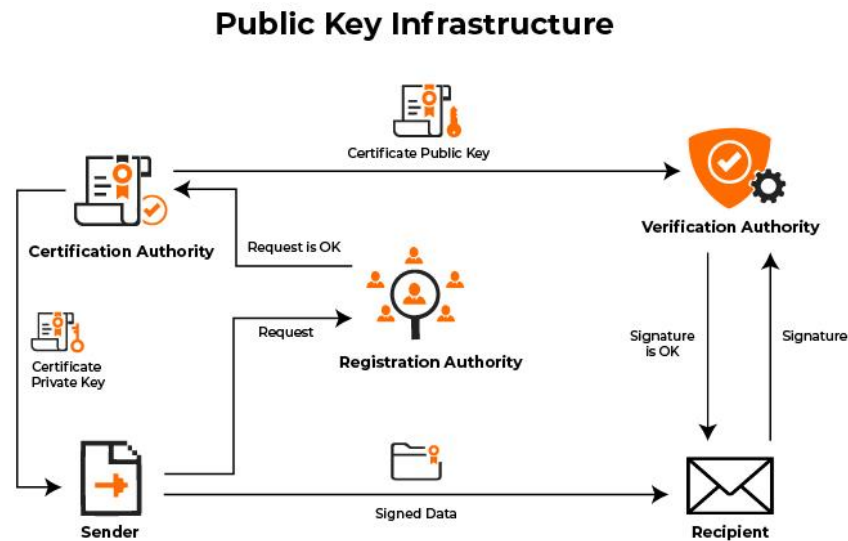 Public Key Infrastructure
Certificate Public Key
Certification Authority
Verification Authority
Request is OK
Request
Registration Authority
Certificate
Private Key
Signature
is OK
Signature
Signed Data
Sender
Recipient